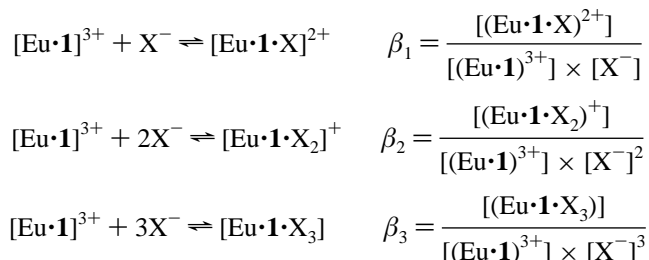 [Eu•1]³⁺ + X⁻ ⇌ [Eu•1•X]²⁺    β₁ = [(Eu•1•X)²⁺] / [(Eu•1)³⁺] × [X⁻]
[Eu•1]³⁺ + 2X⁻ ⇌ [Eu•1•X₂]⁺    β₂ = [(Eu•1•X₂)⁺] / [(Eu•1)³⁺] × [X⁻]²
[Eu•1]³⁺ + 3X⁻ ⇌ [Eu•1•X₃]    β₃ = [(Eu•1•X₃)] / [(Eu•1)³⁺] × [X⁻]³